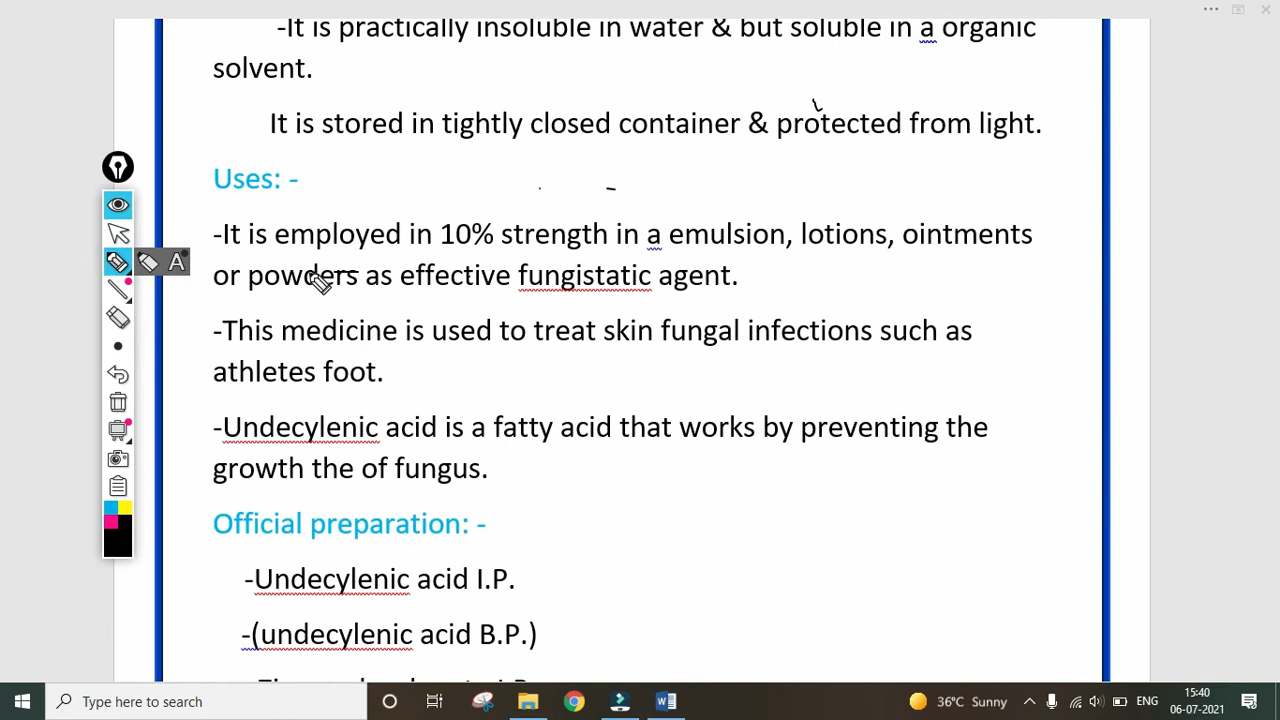 -It is practically insoluble in water & but soluble in a organic
solvent.
It is stored in tightly closed container & protected from light.
Uses: -
-It is employed in 10% strength in a emulsion, lotions, ointments
or powders as effective fungistatic agent.
-This medicine is used to treat skin fungal infections such as
athletes foot.
-Undecylenic acid is a fatty acid that works by preventing the
growth the of fungus.
Official preparation: -
-Undecylenic acid I.P.
-(undecylenic acid B.P.)
A
Type here to search
36°C Sunny
ENG
15:40
06-07-2021